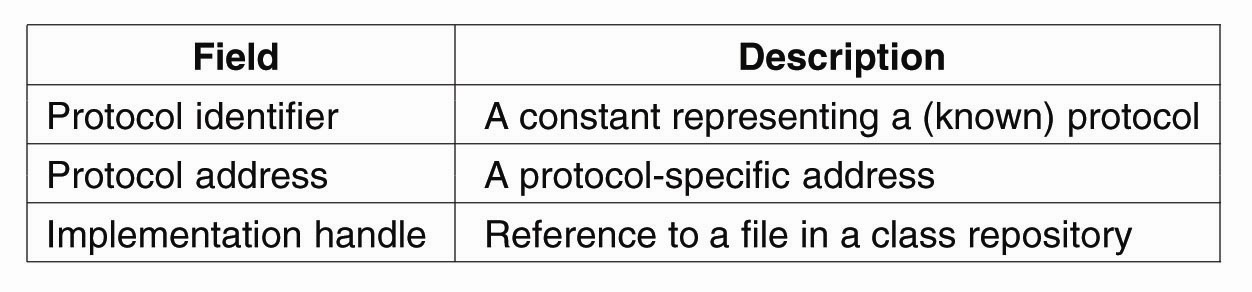 Field Description
Protocol identifier A constant representing a (known) protocol
Protocol address A protocol-specific address
Implementation handle Reference to a file in a class repository